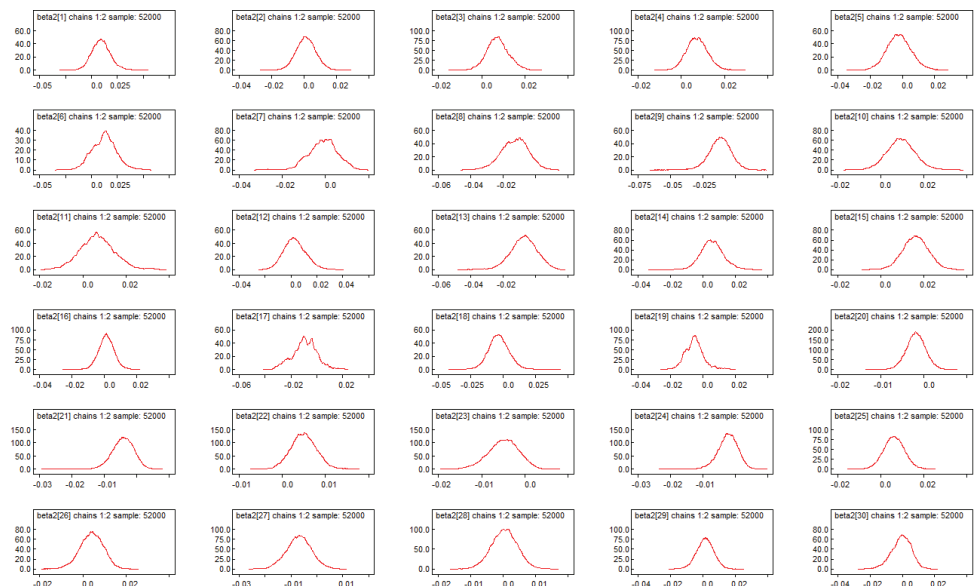 beta2[1] chains 1:2 sample: 52000
60.0
40.0
20.0
0.0
-0.05 0.0 0.025
beta2[2] chains 1:2 sample: 52000
80.0
60.0
40.0
20.0
0.0
-0.04 0.0 0.02
beta2[3] chains 1:2 sample: 52000
100.0
75.0
50.0
25.0
0.0
-0.02 0.0 0.02
beta2[4] chains 1:2 sample: 52000
100.0
75.0
50.0
25.0
0.0
-0.02 0.0 0.02
beta2[5] chains 1:2 sample: 52000
60.0
40.0
20.0
0.0
-0.04 -0.02 0.0 0.02
beta2[6] chains 1:2 sample: 52000
40.0
30.0
20.0
10.0
0.0
-0.05 0.0 0.025
beta2[7] chains 1:2 sample: 52000
80.0
60.0
40.0
20.0
0.0
-0.04 -0.02 0.0
beta2[8] chains 1:2 sample: 52000
60.0
40.0
20.0
0.0
-0.06 -0.04 -0.02
beta2[9] chains 1:2 sample: 52000
60.0
40.0
20.0
0.0
-0.075 -0.025
beta2[10] chains 1:2 sample: 52000
80.0
60.0
40.0
20.0
0.0
-0.02 0.0 0.02
beta2[11] chains 1:2 sample: 52000
60.0
40.0
20.0
0.0
-0.02 0.0 0.02
beta2[12] chains 1:2 sample: 52000
60.0
40.0
20.0
0.0
-0.04 0.0 0.02 0.04
beta2[13] chains 1:2 sample: 52000
60.0
40.0
20.0
0.0
-0.06 -0.04 -0.02
beta2[14] chains 1:2 sample: 52000
80.0
60.0
40.0
20.0
0.0
-0.04 0.0 0.02
beta2[15] chains 1:2 sample: 52000
80.0
60.0
40.0
20.0
0.0
-0.02 0.0 0.02
beta2[16] chains 1:2 sample: 52000
100.0
75.0
50.0
25.0
0.0
-0.04 -0.02 0.0 0.02
beta2[17] chains 1:2 sample: 52000
60.0
40.0
20.0
0.0
-0.06 -0.02 0.02
beta2[18] chains 1:2 sample: 52000
60.0
40.0
20.0
0.0
-0.05 -0.025 0.0 0.025
beta2[19] chains 1:2 sample: 52000
100.0
75.0
50.0
25.0
0.0
-0.04 -0.02 0.0 0.02
beta2[20] chains 1:2 sample: 52000
200.0
150.0
100.0
50.0
0.0
-0.02 -0.01 0.0
beta2[21] chains 1:2 sample: 52000
150.0
100.0
50.0
0.0
-0.03 -0.02 -0.01
beta2[22] chains 1:2 sample: 52000
150.0
100.0
50.0
0.0
-0.01 0.0 0.01
beta2[23] chains 1:2 sample: 52000
150.0
100.0
50.0
0.0
-0.02 -0.01 0.0
beta2[24] chains 1:2 sample: 52000
150.0
100.0
50.0
0.0
-0.03 -0.02 -0.01
beta2[25] chains 1:2 sample: 52000
100.0
75.0
50.0
25.0
0.0
-0.02 0.0 0.02
beta2[26] chains 1:2 sample: 52000
80.0
60.0
40.0
20.0
0.0
-0.02 0.0 0.02
beta2[27] chains 1:2 sample: 52000
100.0
75.0
50.0
25.0
0.0
-0.03 -0.01 0.01
beta2[28] chains 1:2 sample: 52000
100.0
50.0
0.0
-0.02 -0.01 0.0 0.01
beta2[29] chains 1:2 sample: 52000
100.0
75.0
50.0
25.0
0.0
-0.04 -0.02 0.0 0.02
beta2[30] chains 1:2 sample: 52000
80.0
60.0
40.0
20.0
0.0
-0.04 -0.02 0.0 0.02